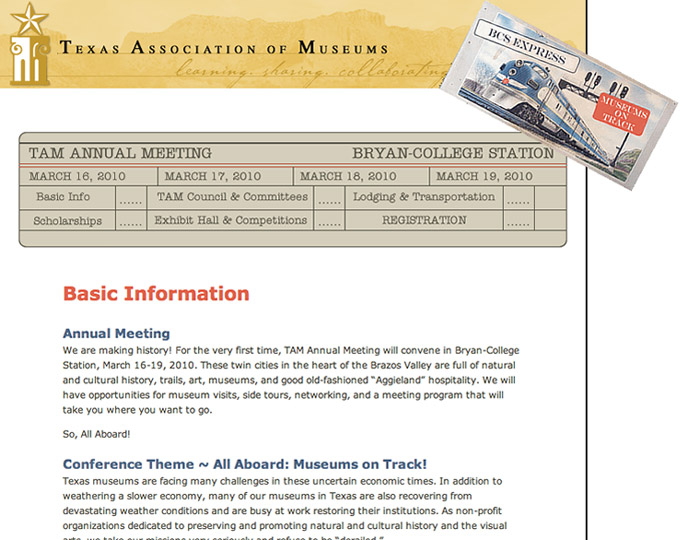 TEXAS ASSOCIATION OF MUSEUMS
learning. sharing. collaborating
BCS EXPRESS
MUSEUMS
ON
TRACK
TAM ANNUAL MEETING BRYAN-COLLEGE STATION
MARCH 16, 2010 MARCH 17, 2010 MARCH 18, 2010 MARCH 19, 2010
Basic Info ...... TAM Council & Committees ...... Lodging & Transportation ......
Scholarships ...... Exhibit Hall & Competitions ...... REGISTRATION ......
Basic Information
Annual Meeting
We are making history! For the very first time, TAM Annual Meeting will convene in Bryan-College
Station, March 16-19, 2010. These twin cities in the heart of the Brazos Valley are full of natural
and cultural history, trails, art, museums, and good old-fashioned “Aggieland” hospitality. We will
have opportunities for museum visits, side tours, networking, and a meeting program that will
take you where you want to go.
So, All Aboard!
Conference Theme ~ All Aboard: Museums on Track!
Texas museums are facing many challenges in these uncertain economic times. In addition to
weathering a slower economy, many of our museums in Texas are also recovering from
devastating weather conditions and are busy at work restoring their institutions. As non-profit
organizations dedicated to preserving and promoting natural and cultural history and the visual
arts, we take our missions very seriously and refuse to be “derailed.”